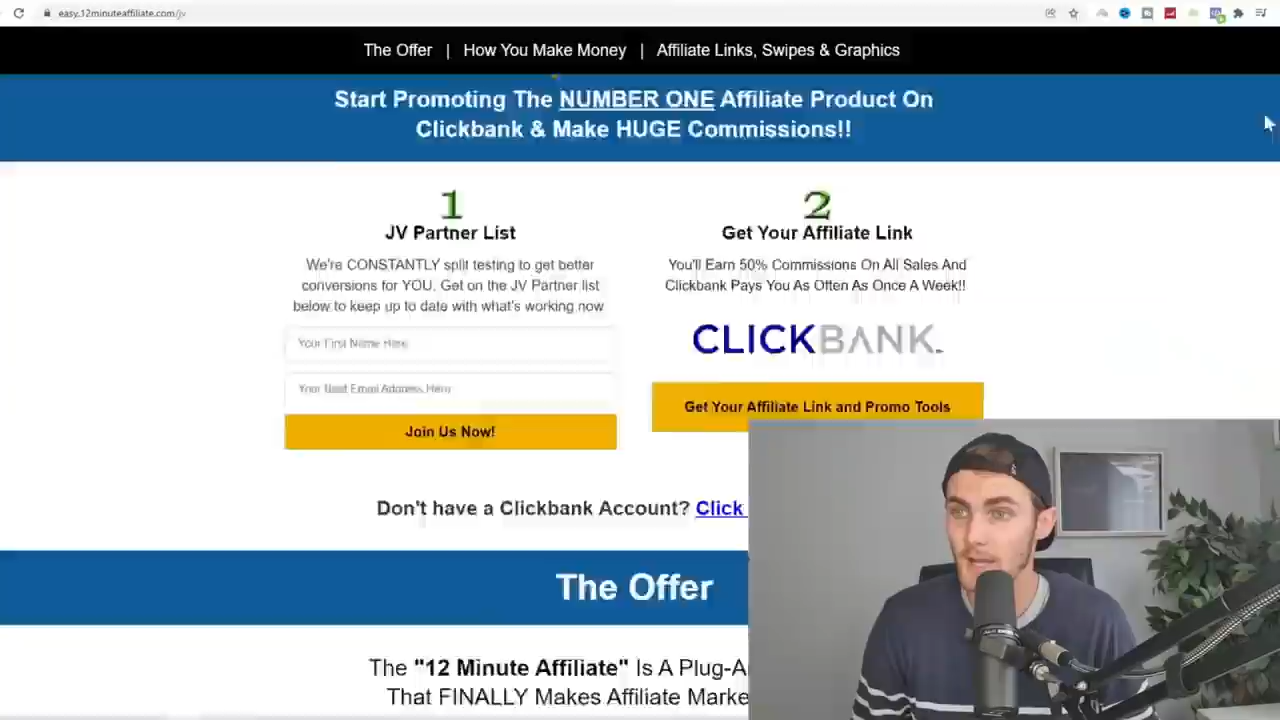 easy.12minuteaffiliate.com/jv
The Offer | How You Make Money | Affiliate Links, Swipes & Graphics
Start Promoting The NUMBER ONE Affiliate Product On
Clickbank & Make HUGE Commissions!!
1
JV Partner List
We're CONSTANTLY split testing to get better
conversions for YOU. Get on the JV Partner list
below to keep up to date with what's working now
Your First Name Here
Your Best Email Address Here
Join Us Now!
2
Get Your Affiliate Link
You'll Earn 50% Commissions On All Sales And
Clickbank Pays You As Often As Once A Week!!
CLICKBANK.
Get Your Affiliate Link and Promo Tools
Don't have a Clickbank Account? Click
The Offer
The "12 Minute Affiliate" Is A Plug-A
That FINALLY Makes Affiliate Marke